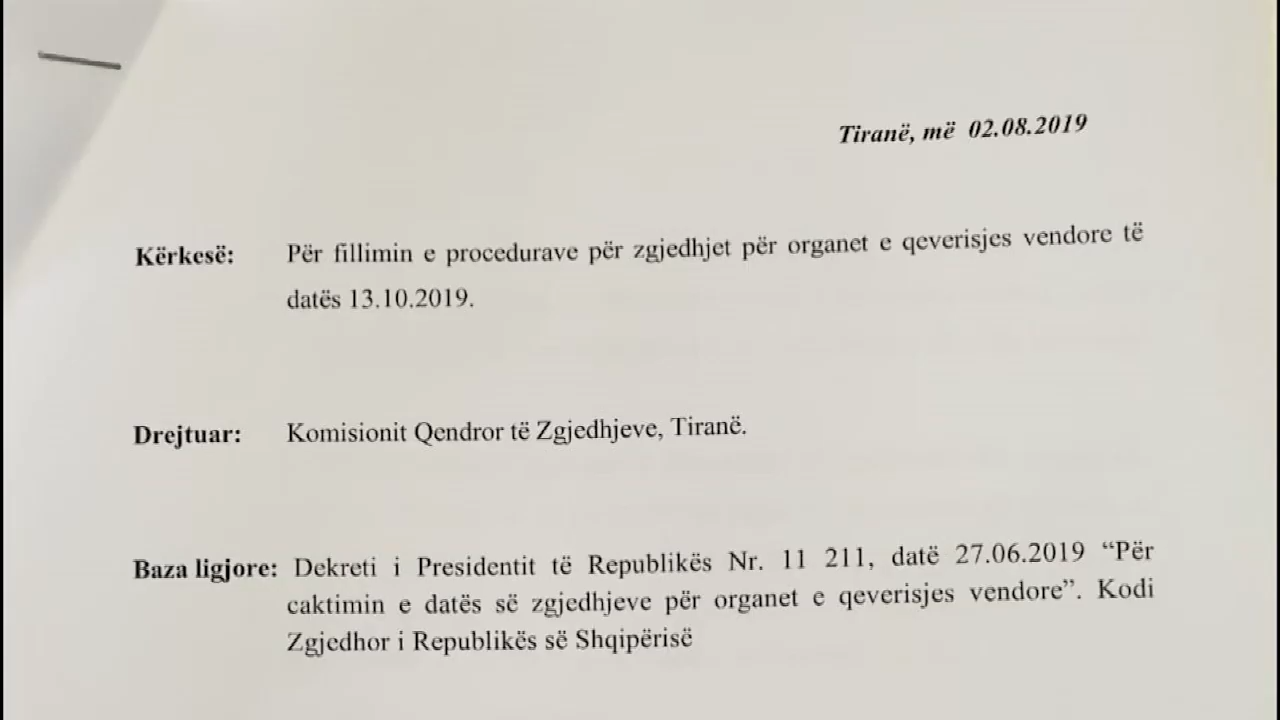 Tiranë, më 02.08.2019
Kërkesë: Për fillimin e procedurave për zgjedhjet për organet e qeverisjes vendore të
datës 13.10.2019.
Drejtuar: Komisionit Qendror të Zgjedhjeve, Tiranë.
Baza ligjore: Dekreti i Presidentit të Republikës Nr. 11 211, datë 27.06.2019 “Për
caktimin e datës së zgjedhjeve për organet e qeverisjes vendore”. Kodi
Zgjedhor i Republikës së Shqipërisë